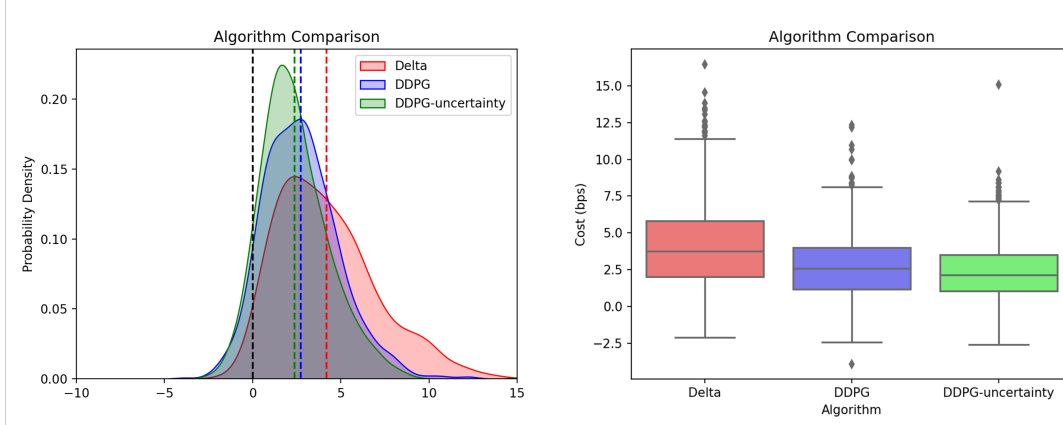 Algorithm Comparison
Delta
DDPG
DDPG-uncertainty
Probability Density
0.20
0.15
0.10
0.05
0.00
−10
−5
0
5
10
15
Algorithm Comparison
Cost (bps)
15.0
12.5
10.0
7.5
5.0
2.5
0.0
−2.5
Delta
DDPG
DDPG-uncertainty
Algorithm